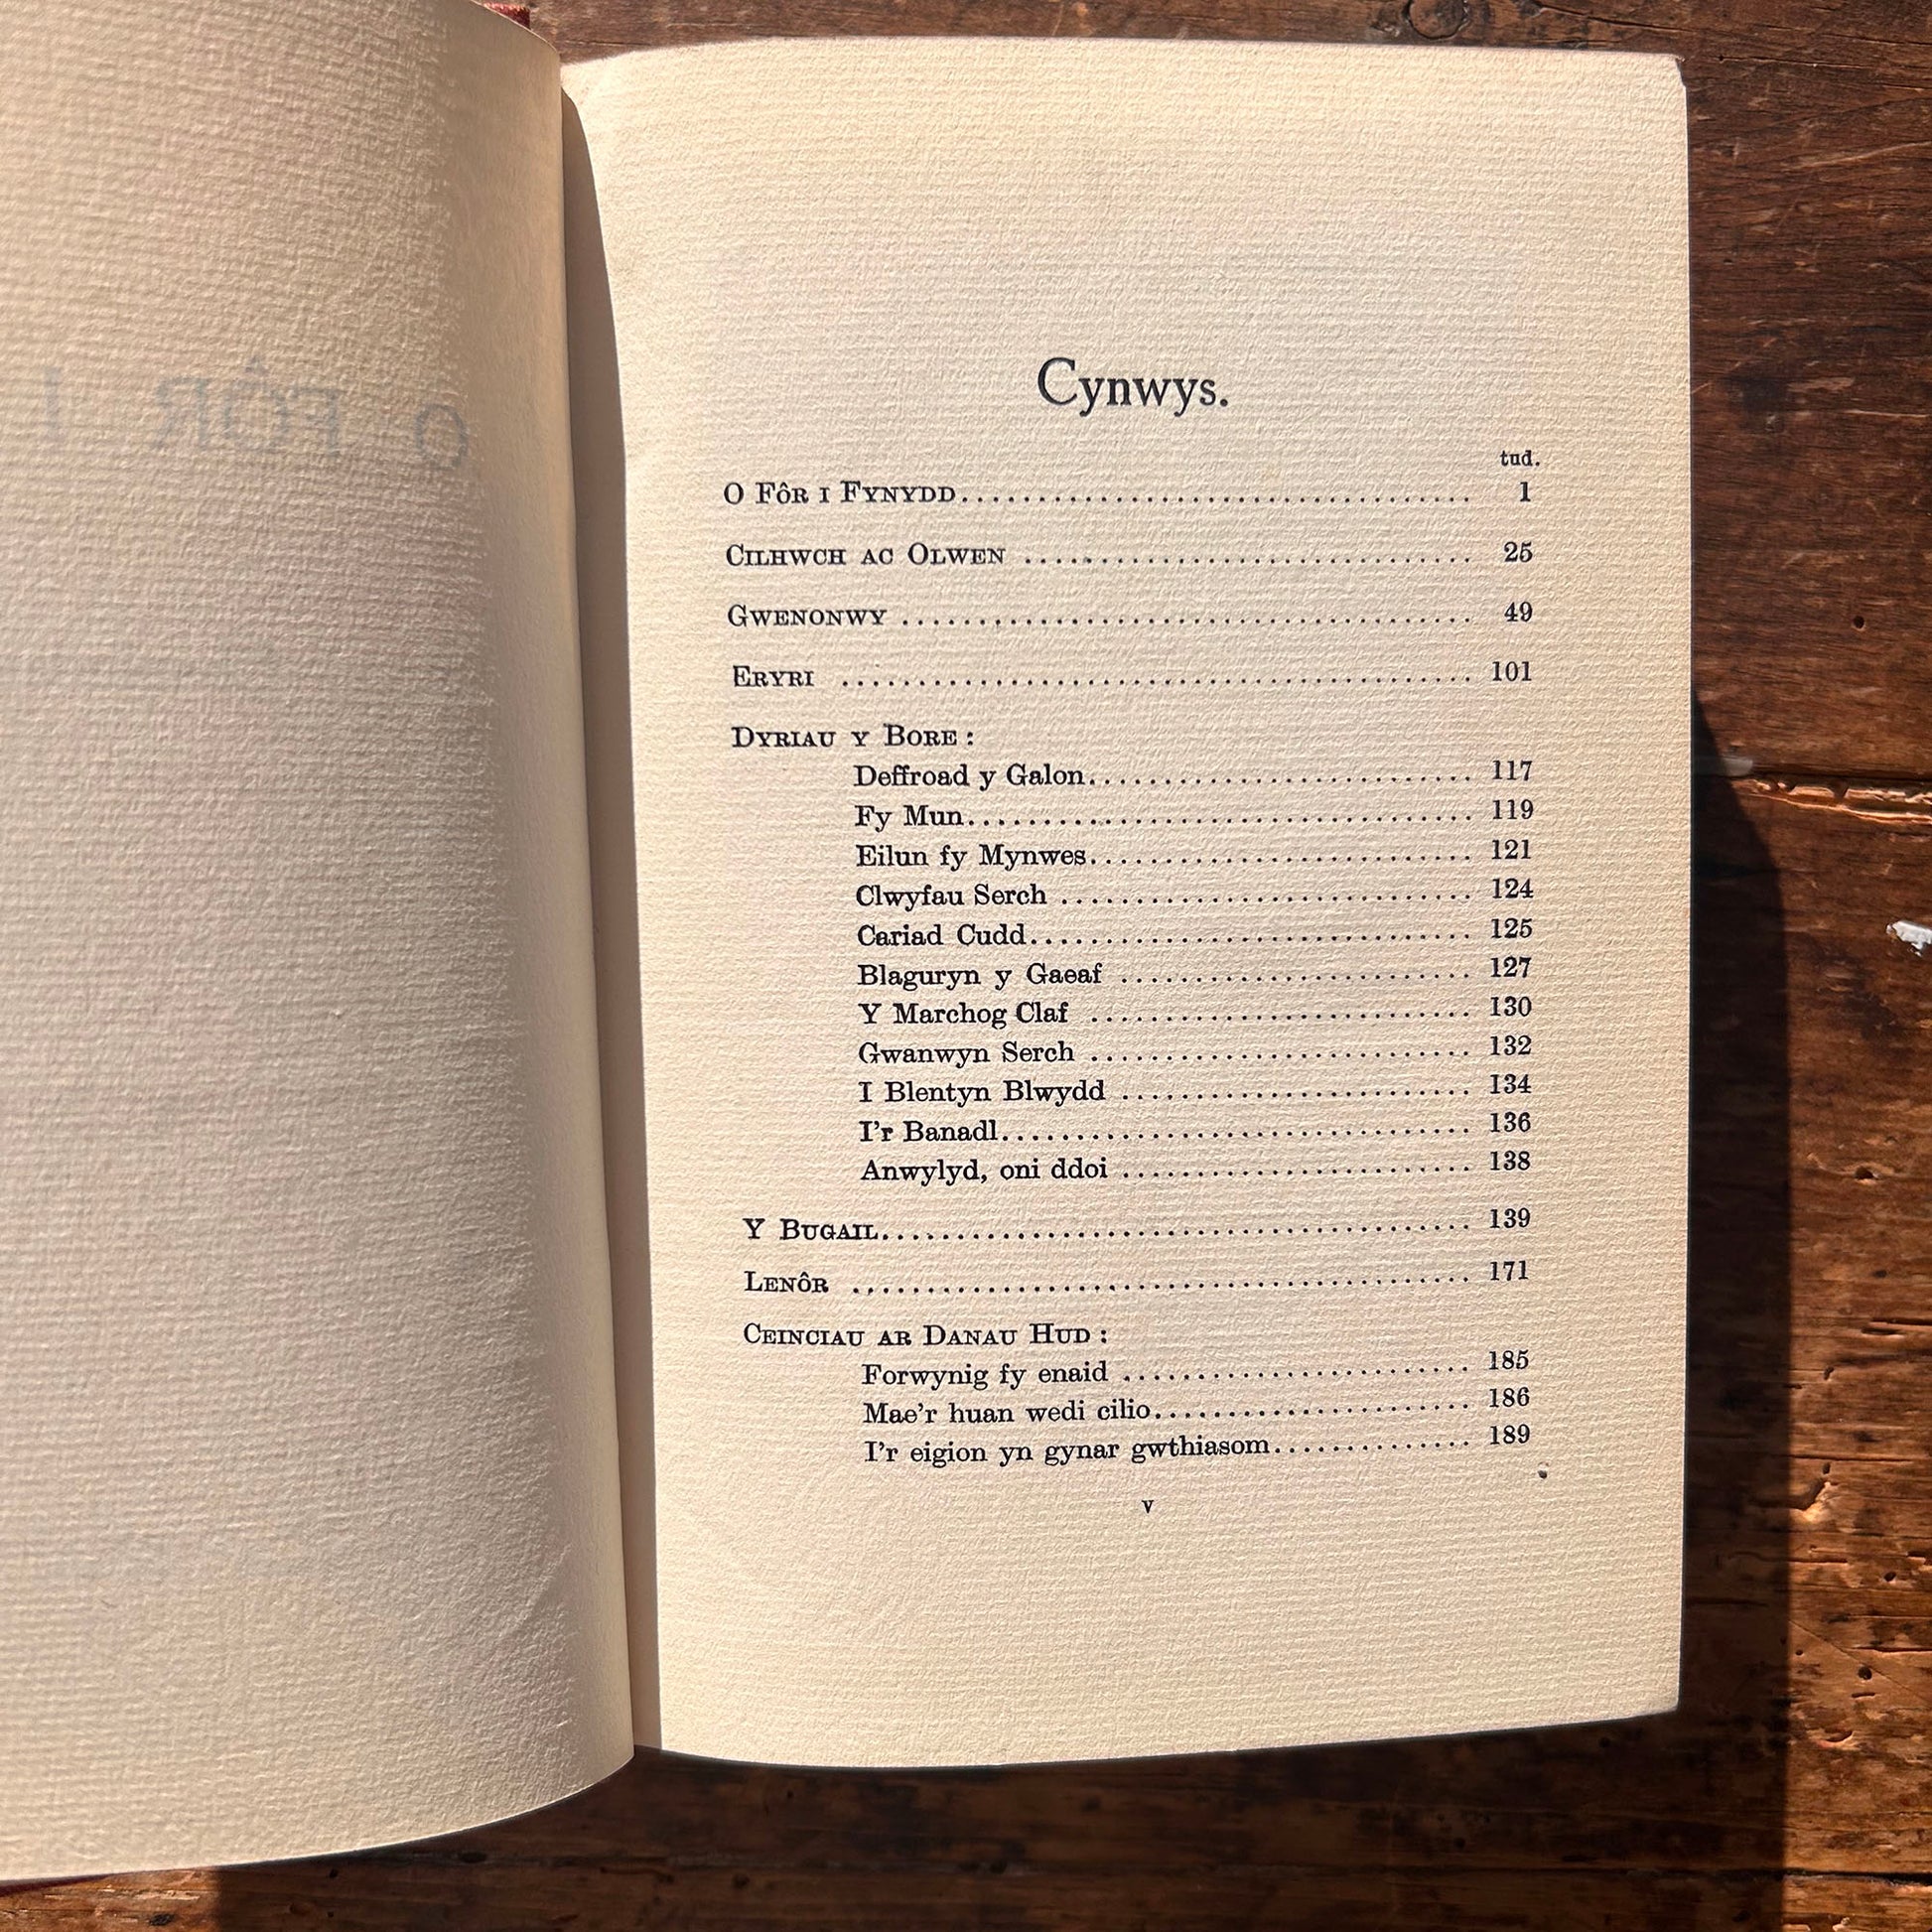 O FÔR I
Cynwys.
tud.
O FÔR I FYNYDD.................................. 1
CILHWCH AC OLWEN .............................. 25
GWENONWY ...................................... 49
ERYRI .......................................... 101
DYRIAU Y BORE :
Deffroad y Galon.......................... 117
Fy Mun.................................. 119
Eilun fy Mynwes.......................... 121
Clwyfau Serch ............................ 124
Cariad Cudd.............................. 125
Blaguryn y Gaeaf ........................ 127
Y Marchog Claf .......................... 130
Gwanwyn Serch .......................... 132
I Blentyn Blwydd ........................ 134
I'r Banadl................................ 136
Anwylyd, oni ddoi ........................ 138
Y BUGAIL........................................ 139
LENÔR .......................................... 171
CEINCIAU AR DANAU HUD :
Forwynig fy enaid ........................ 185
Mae'r huan wedi cilio...................... 186
I'r eigion yn gynar gwthiasom.............. 189
v